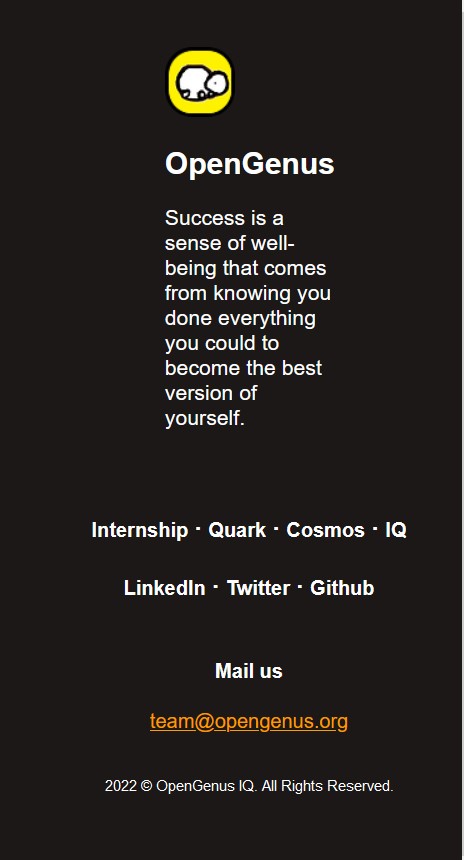 OpenGenus
Success is a
sense of well-
being that comes
from knowing you
done everything
you could to
become the best
version of
yourself.
Internship · Quark · Cosmos · IQ
LinkedIn · Twitter · Github
Mail us
team@opengenus.org
2022 © OpenGenus IQ. All Rights Reserved.